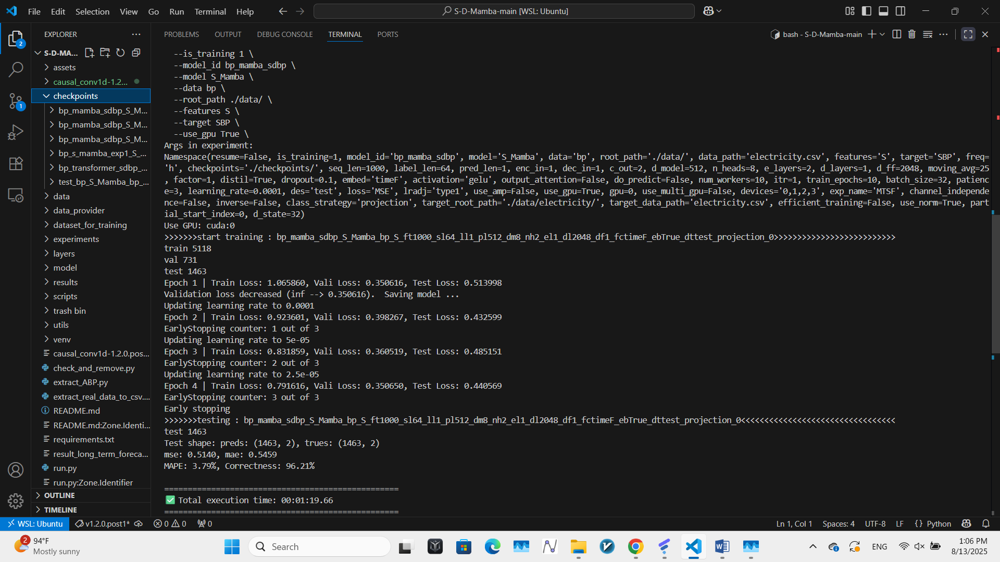 File Edit Selection View Go Run Terminal Help
S-D-Mamba-main [WSL: Ubuntu]
EXPLORER
2
S-D-MA...
assets
causal_conv1d-1.2...
checkpoints
1
bp_mamba_sdbp_S_M...
bp_mamba_sdbp_S_M...
bp_mamba_sdbp_S_M...
bp_s_mamba_exp1_S_...
bp_transformer_sdbp_...
test_bp_S_Mamba_bp_...
data
data_provider
dataset_for_training
experiments
layers
model
results
scripts
trash bin
utils
venv
causal_conv1d-1.2.0.pos...
check_and_remove.py
extract_ABP.py
extract_real_data_to_csv....
README.md
README.md:Zone.Identi...
requirements.txt
result_long_term_foreca...
run.py
run.py:Zone.Identifier
OUTLINE
TIMELINE
PROBLEMS OUTPUT DEBUG CONSOLE TERMINAL PORTS
bash - S-D-Mamba-main
--is_training 1 \
--model_id bp_mamba_sdbp \
--model S_Mamba \
--data bp \
--root_path ./data/ \
--features S \
--target SBP \
--use_gpu True \
Args in experiment:
Namespace(resume=False, is_training=1, model_id='bp_mamba_sdbp', model='S_Mamba', data='bp', root_path='./data/', data_path='electricity.csv', features='S', target='SBP', freq=
'h', checkpoints='./checkpoints/', seq_len=1000, label_len=64, pred_len=1, enc_in=1, dec_in=1, c_out=2, d_model=512, n_heads=8, e_layers=2, d_layers=1, d_ff=2048, moving_avg=25
, factor=1, distil=True, dropout=0.1, embed='timeF', activation='gelu', output_attention=False, do_predict=False, num_workers=10, itr=1, train_epochs=10, batch_size=32, patienc
e=3, learning_rate=0.0001, des='test', loss='MSE', lradj='type1', use_amp=False, use_gpu=True, gpu=0, use_multi_gpu=False, devices='0,1,2,3', exp_name='MTSF', channel_independe
nce=False, inverse=False, class_strategy='projection', target_root_path='./data/electricity/', target_data_path='electricity.csv', efficient_training=False, use_norm=True, part
ial_start_index=0, d_state=32)
Use GPU: cuda:0
>>>>>>>start training : bp_mamba_sdbp_S_Mamba_bp_S_ft1000_sl64_ll1_pl512_dm8_nh2_el1_dl2048_df1_fctimeF_ebTrue_dttest_projection_0>>>>>>>>>>>>>>>>>>>>>>>>>>
train 5118
val 731
test 1463
Epoch 1 | Train Loss: 1.065860, Vali Loss: 0.350616, Test Loss: 0.513998
Validation loss decreased (inf --> 0.350616).  Saving model ...
Updating learning rate to 0.0001
Epoch 2 | Train Loss: 0.923601, Vali Loss: 0.398267, Test Loss: 0.432599
EarlyStopping counter: 1 out of 3
Updating learning rate to 5e-05
Epoch 3 | Train Loss: 0.831859, Vali Loss: 0.360519, Test Loss: 0.485151
EarlyStopping counter: 2 out of 3
Updating learning rate to 2.5e-05
Epoch 4 | Train Loss: 0.791616, Vali Loss: 0.350650, Test Loss: 0.440569
EarlyStopping counter: 3 out of 3
Early stopping
>>>>>>>testing : bp_mamba_sdbp_S_Mamba_bp_S_ft1000_sl64_ll1_pl512_dm8_nh2_el1_dl2048_df1_fctimeF_ebTrue_dttest_projection_0<<<<<<<<<<<<<<<<<<<<<<<<<<<<<<<<<
test 1463
Test shape: preds: (1463, 2), trues: (1463, 2)
mse: 0.5140, mae: 0.5459
MAPE: 3.79%, Correctness: 96.21%
==================================================
✅ Total execution time: 00:01:19.66
==================================================
WSL: Ubuntu v1.2.0.post1* 0 0 0
Ln 1, Col 1 Spaces: 4 UTF-8 LF {} Python
2
94°F
Mostly sunny
Search
ENG
1:06 PM
8/13/2025